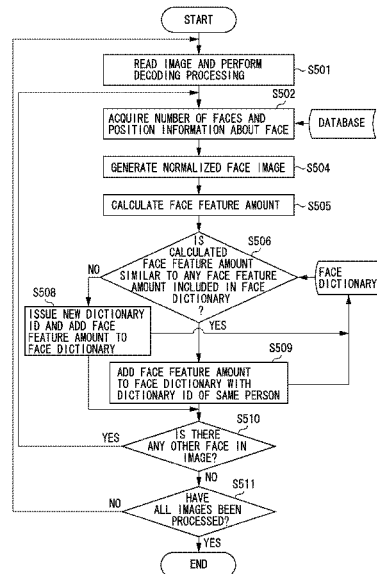 START
READ IMAGE AND PERFORM
DECODING PROCESSING
S501
S502
ACQUIRE NUMBER OF FACES AND
POSITION INFORMATION ABOUT FACE
DATABASE
GENERATE NORMALIZED FACE IMAGE
S504
CALCULATE FACE FEATURE AMOUNT
S505
IS
CALCULATED
FACE FEATURE AMOUNT
SIMILAR TO ANY FACE FEATURE
AMOUNT INCLUDED IN FACE
DICTIONARY
?
S506
NO
FACE
DICTIONARY
S508
ISSUE NEW DICTIONARY
ID AND ADD FACE
FEATURE AMOUNT TO
FACE DICTIONARY
YES
S509
ADD FACE FEATURE AMOUNT
TO FACE DICTIONARY WITH
DICTIONARY ID OF SAME PERSON
S510
YES
IS THERE
ANY OTHER FACE IN
IMAGE?
NO
S511
NO
HAVE
ALL IMAGES BEEN
PROCESSED?
YES
END